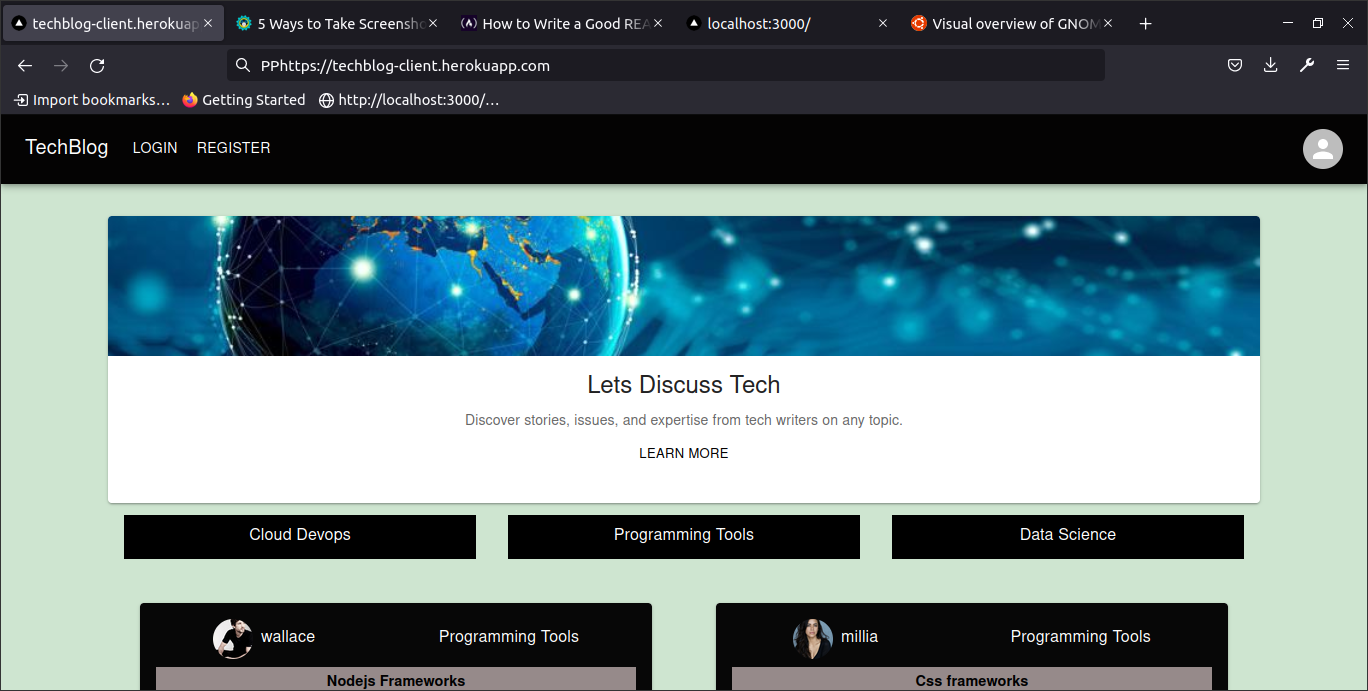 techblog-client.herokuap
5 Ways to Take Screensho
How to Write a Good REA
localhost:3000/
Visual overview of GNOM
PPhttps://techblog-client.herokuapp.com
Import bookmarks… Getting Started http://localhost:3000/…
TechBlog LOGIN REGISTER
Lets Discuss Tech
Discover stories, issues, and expertise from tech writers on any topic.
LEARN MORE
Cloud Devops Programming Tools Data Science
wallace Programming Tools
Nodejs Frameworks
millia Programming Tools
Css frameworks